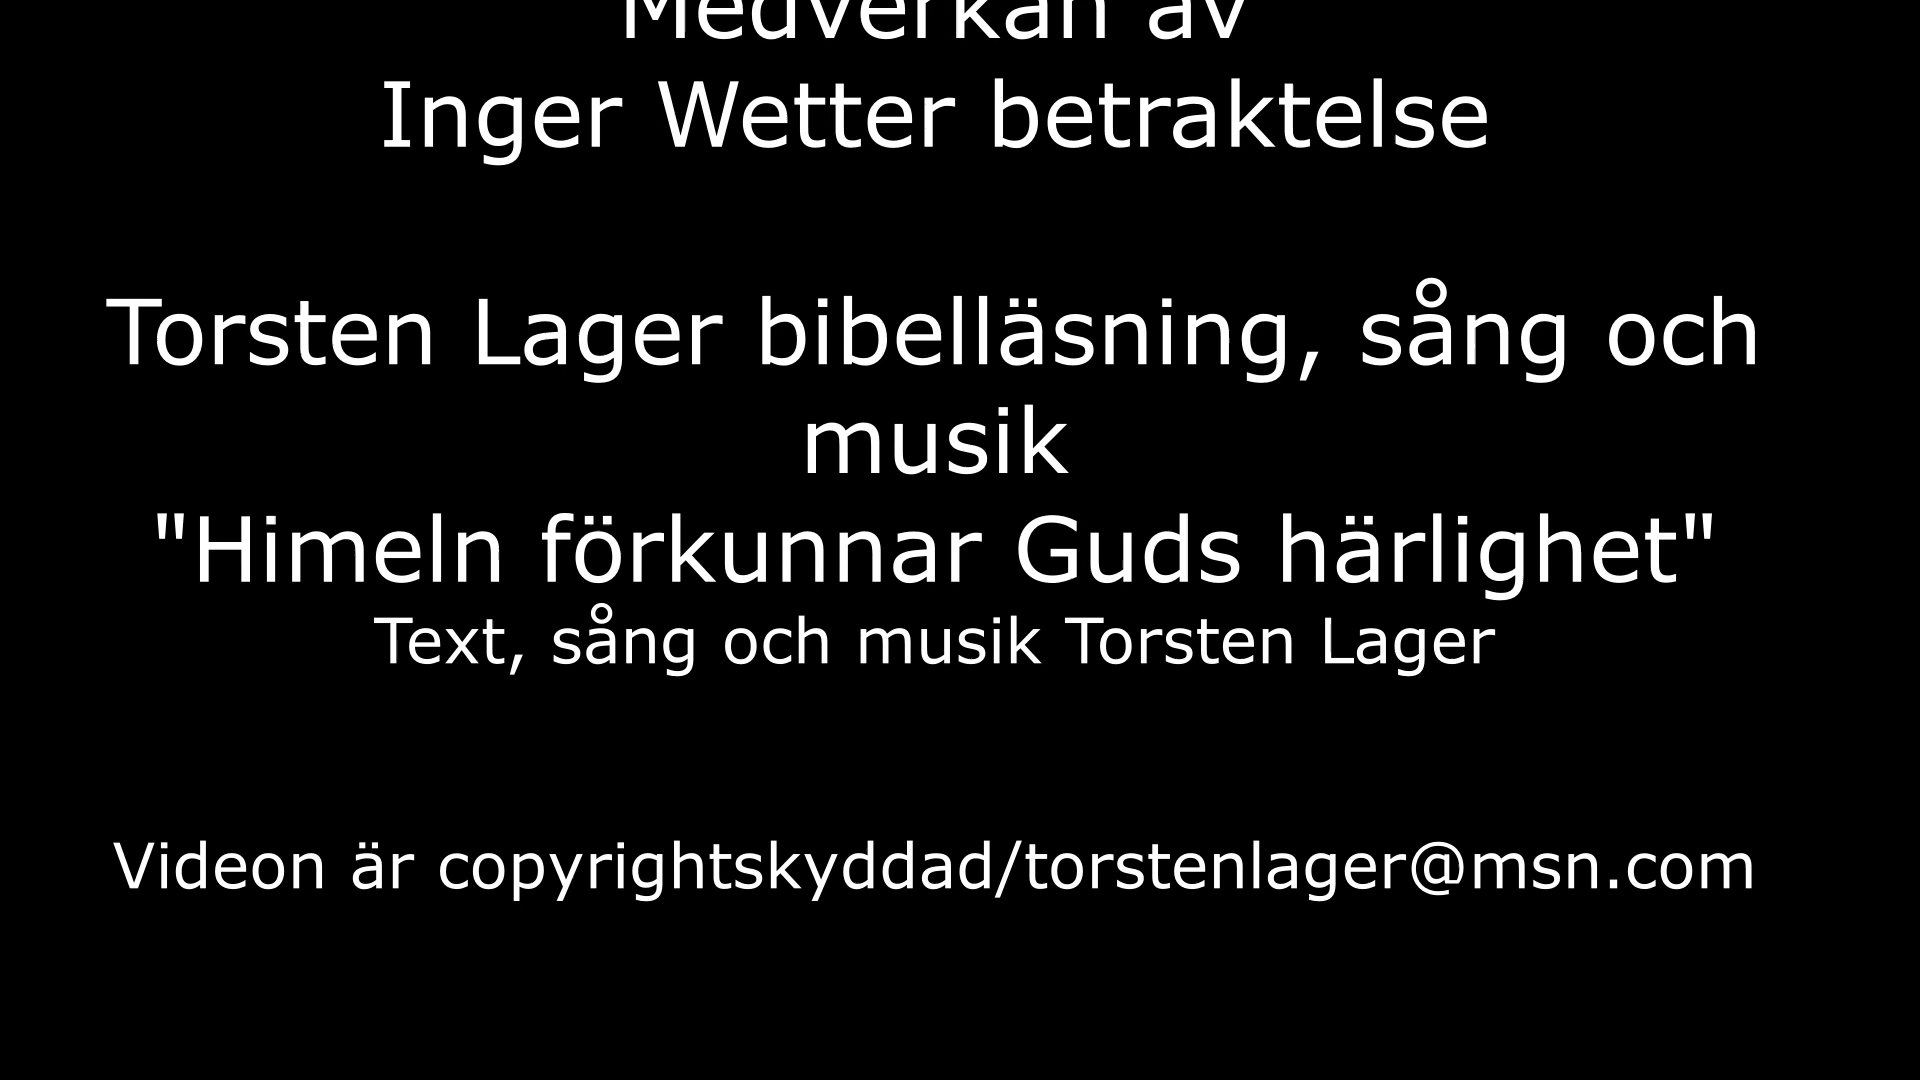 Medverkan av
Inger Wetter betraktelse
Torsten Lager bibelläsning, sång och
musik
"Himeln förkunnar Guds härlighet"
Text, sång och musik Torsten Lager
Videon är copyrightskyddad/torstenlager@msn.com